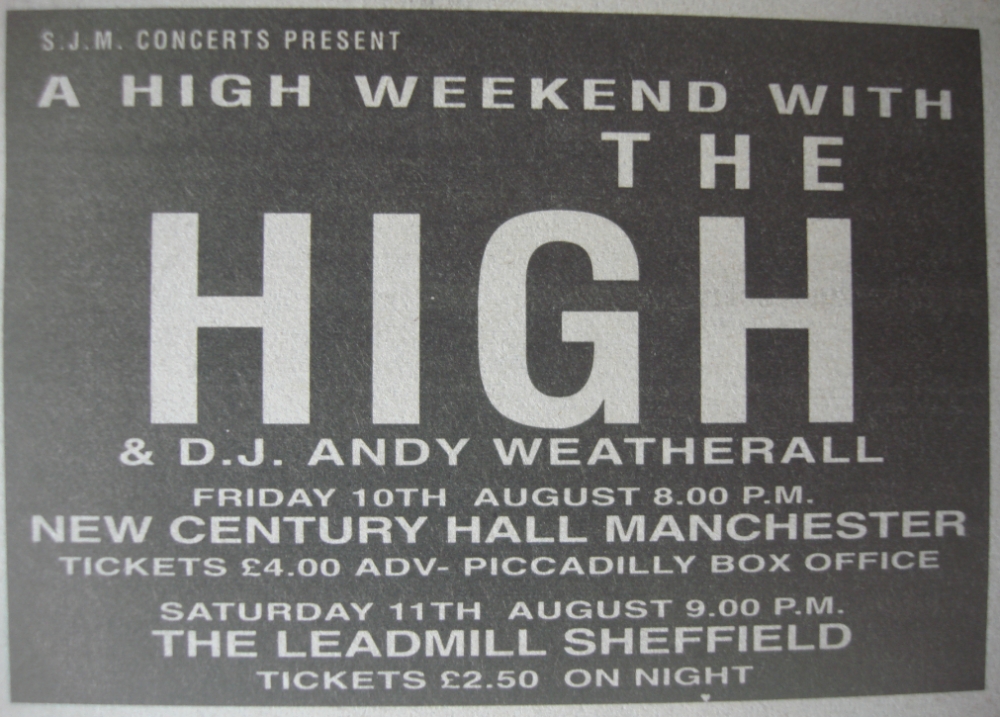 S.J.M. CONCERTS PRESENT
A HIGH WEEKEND WITH
THE
HIGH
& D.J. ANDY WEATHERALL
FRIDAY 10TH AUGUST 8.00 P.M.
NEW CENTURY HALL MANCHESTER
TICKETS £4.00 ADV- PICCADILLY BOX OFFICE
SATURDAY 11TH AUGUST 9.00 P.M.
THE LEADMILL SHEFFIELD
TICKETS £2.50 ON NIGHT